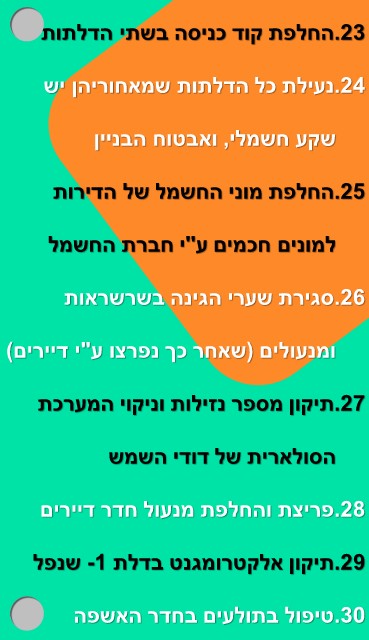 23.החלפת קוד כניסה בשתי הדלתות
24.נעילת כל הדלתות שמאחוריהן יש
שקע חשמלי, ואבטוח הבניין
25.החלפת מוני החשמל של הדירות
למונים חכמים ע"י חברת החשמל
26.סגירת שערי הגינה בשרשראות
ומנעולים (שאחר כך נפרצו ע"י דיירים)
27.תיקון מספר נזילות וניקוי המערכת
הסולארית של דודי השמש
28.פריצת והחלפת מנעול חדר דיירים
29.תיקון אלקטרומגנט בדלת 1- שנפל
30.טיפול בתולעים בחדר האשפה